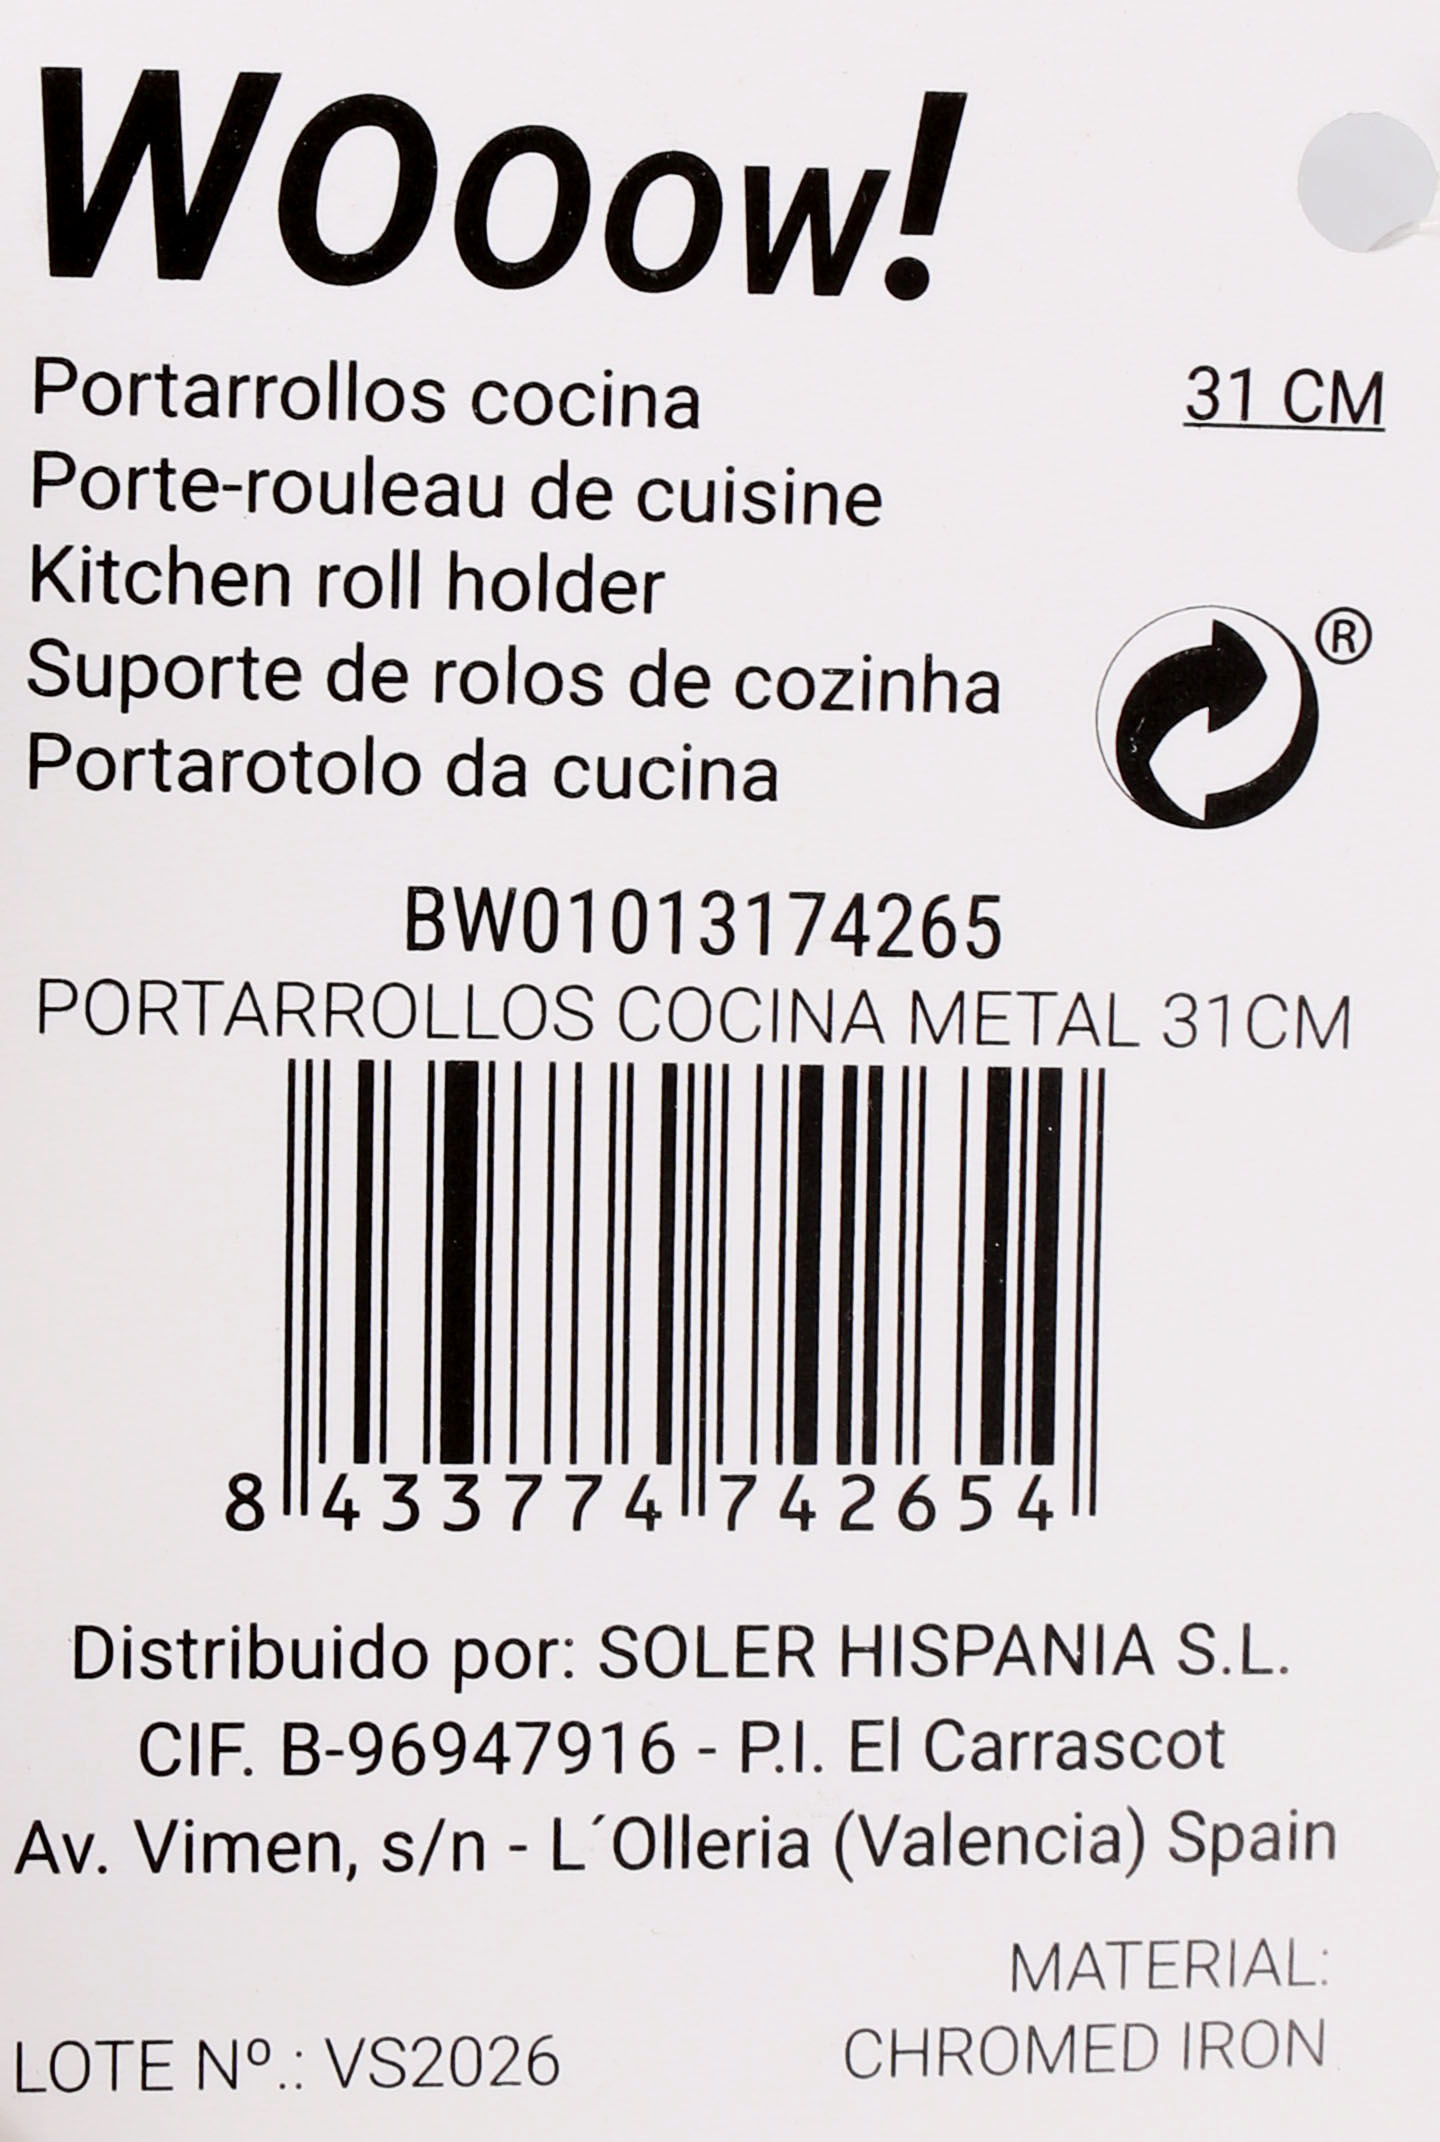 WOOOW!
Portarrollos cocina
31 CM
Porte-rouleau de cuisine
Kitchen roll holder
Suporte de rolos de cozinha
Portarotolo da cucina
®
BW01013174265
PORTARROLLOS COCINA METAL 31CM
8 433774 742654
Distribuido por: SOLER HISPANIA S.L.
CIF. B-96947916 - P.I. El Carrascot
Av. Vimen, s/n - L´Olleria (Valencia) Spain
MATERIAL:
CHROMED IRON
LOTE Nº.: VS2026